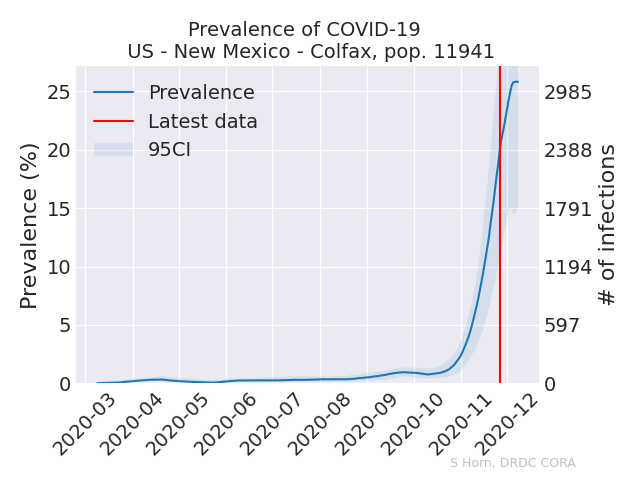 Prevalence of COVID-19
US - New Mexico - Colfax, pop. 11941
Prevalence
Latest data
95CI
Prevalence (%)
25
20
15
10
5
0
2985
2388
1791
1194
597
0
# of infections
2020-03
2020-04
2020-05
2020-06
2020-07
2020-08
2020-09
2020-10
2020-11
2020-12
S Horn, DRDC CORA